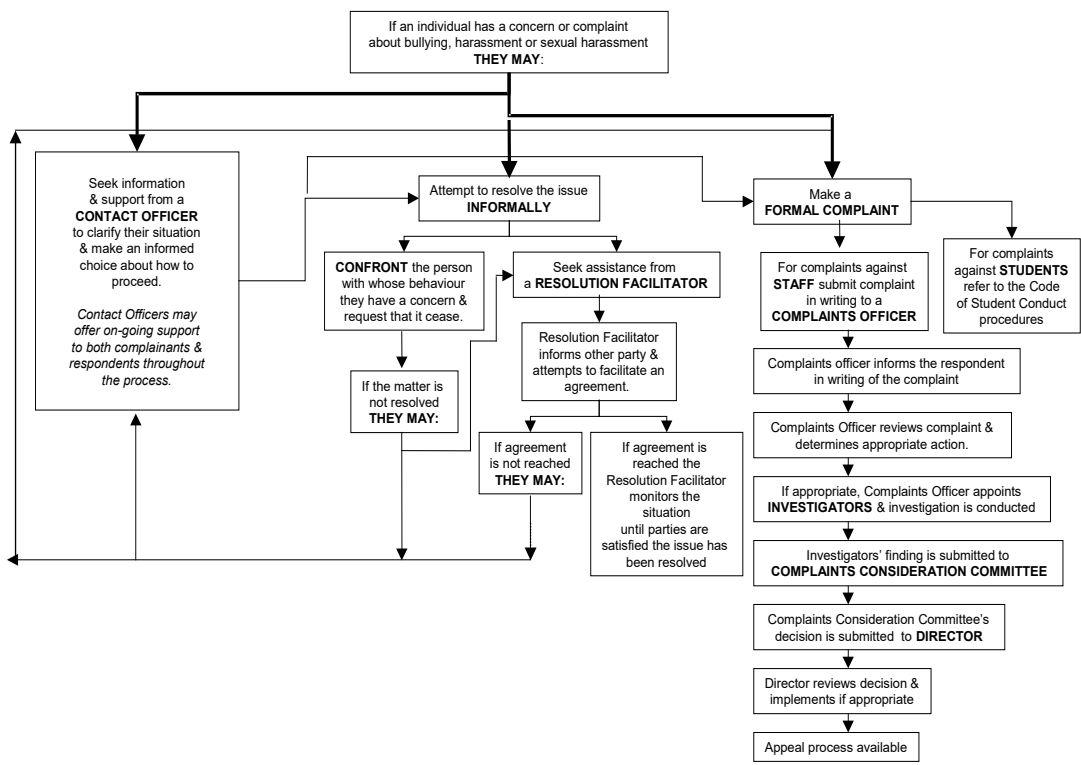 If an individual has a concern or complaint
about bullying, harassment or sexual harassment
THEY MAY:
Seek information
& support from a
CONTACT OFFICER
to clarify their situation
& make an informed
choice about how to
proceed.
Contact Officers may
offer on-going support
to both complainants &
respondents throughout
the process.
Attempt to resolve the issue
INFORMALLY
CONFRONT the person
with whose behaviour
they have a concern &
request that it cease.
If the matter is
not resolved
THEY MAY:
Seek assistance from
a RESOLUTION FACILITATOR
Resolution Facilitator
informs other party &
attempts to facilitate an
agreement.
If agreement
is not reached
THEY MAY:
If agreement is
reached the
Resolution Facilitator
monitors the
situation
until parties are
satisfied the issue has
been resolved
Make a
FORMAL COMPLAINT
For complaints against
STAFF submit complaint
in writing to a
COMPLAINTS OFFICER
For complaints
against STUDENTS
refer to the Code
of Student Conduct
procedures
Complaints officer informs the respondent
in writing of the complaint
Complaints Officer reviews complaint &
determines appropriate action.
If appropriate, Complaints Officer appoints
INVESTIGATORS & investigation is conducted
Investigators' finding is submitted to
COMPLAINTS CONSIDERATION COMMITTEE
Complaints Consideration Committee's
decision is submitted to DIRECTOR
Director reviews decision &
implements if appropriate
Appeal process available